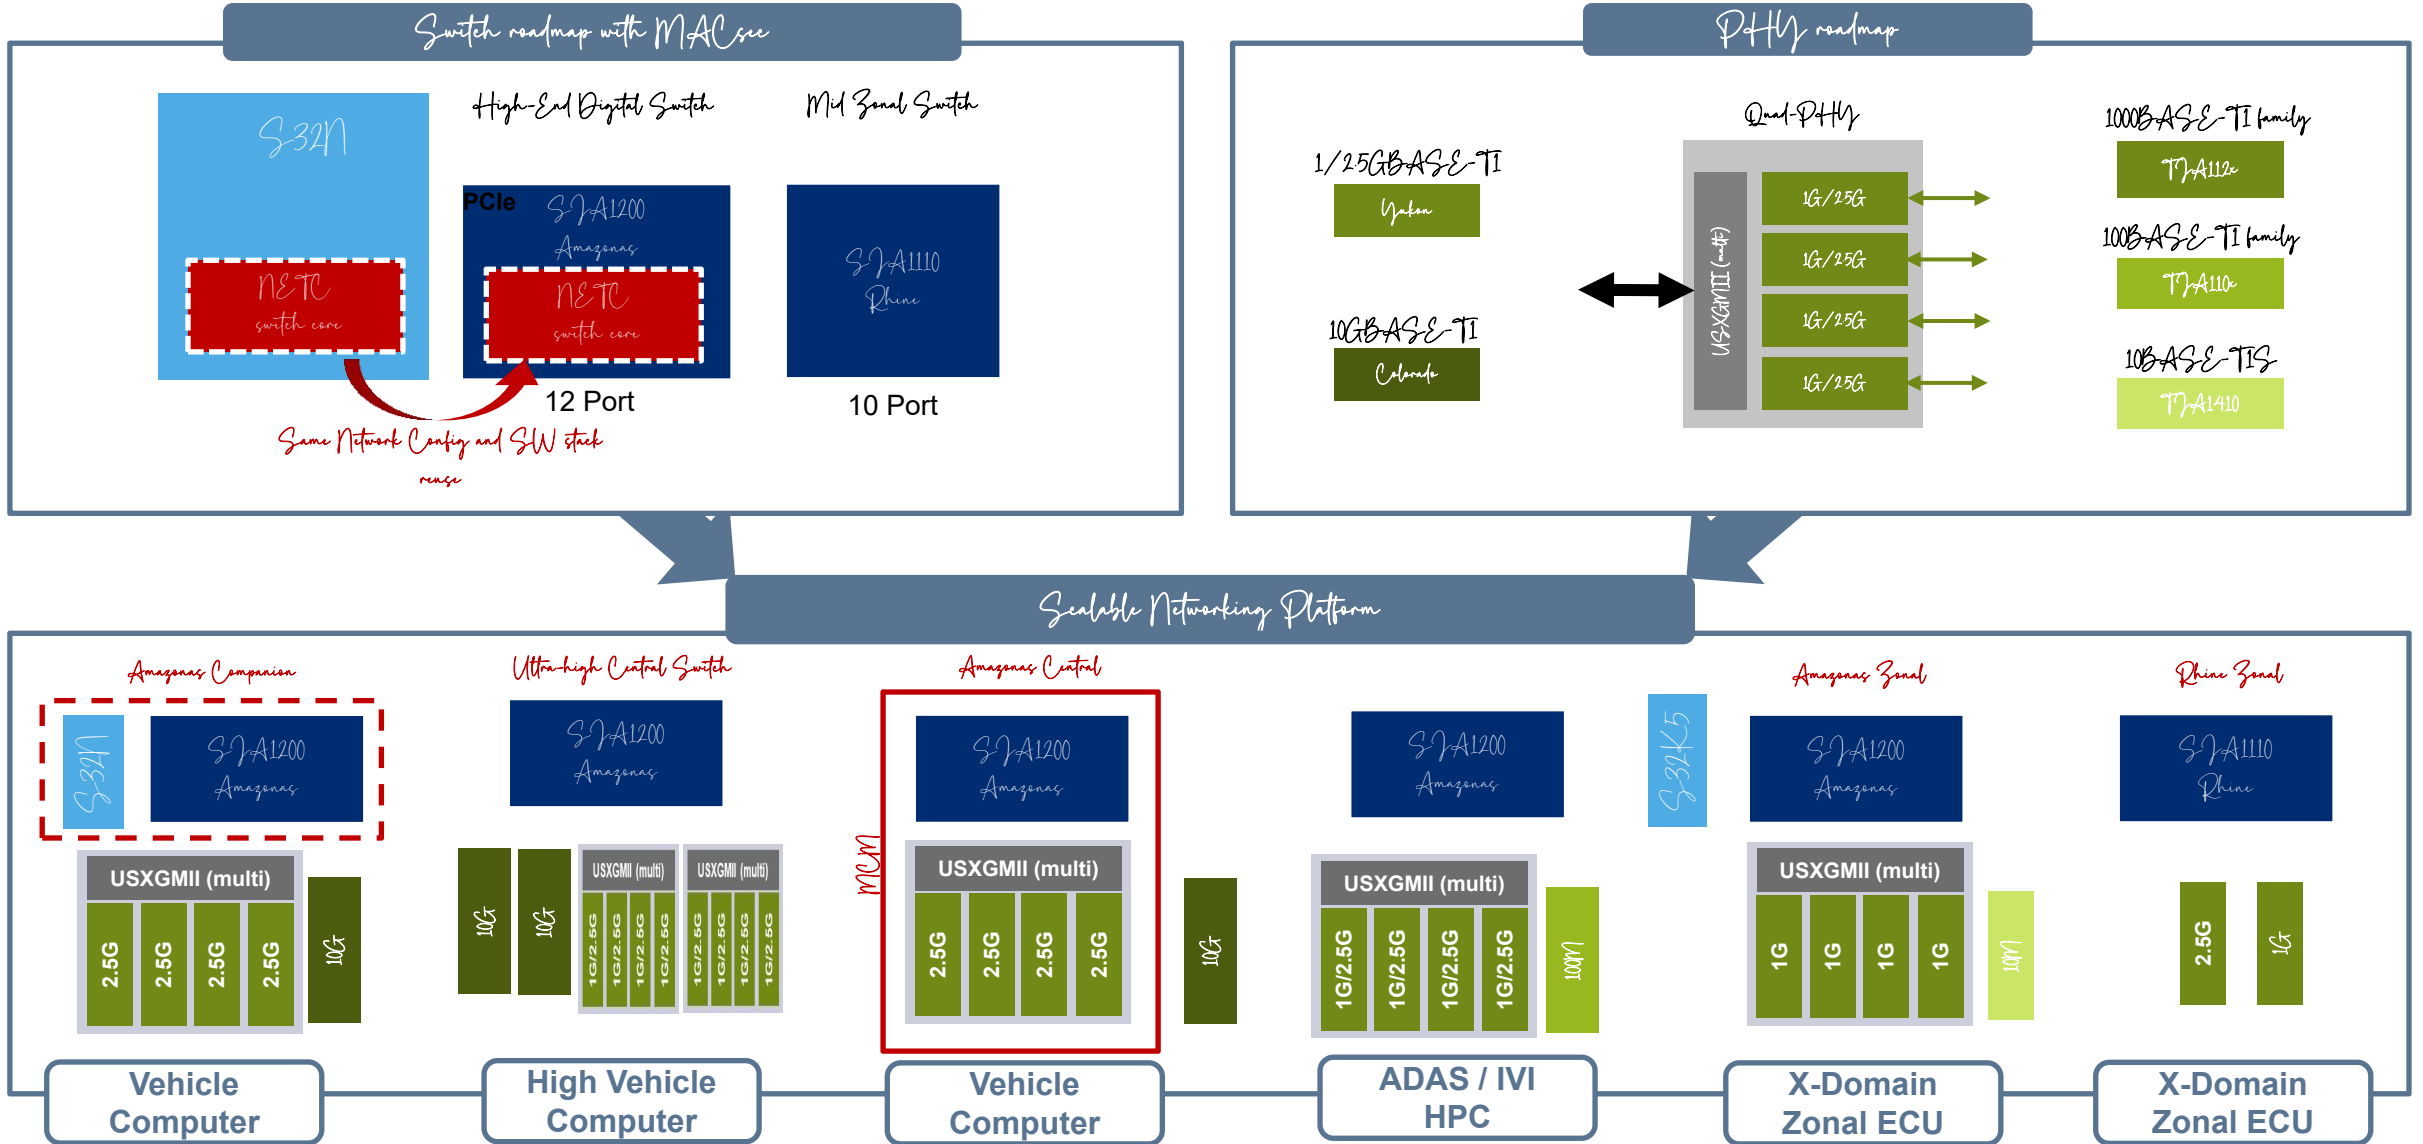 Switch roadmap with MACsec
S32N
NETC
switch core
High-End Digital Switch
PCIe
SJA1200
Amazonas
NETC
switch core
12 Port
Mid Zonal Switch
SJA1110
Rhine
10 Port
Same Network Config and SW stack
reuse
PHY roadmap
1/2.5GBASE-T1
Yukon
10GBASE-T1
Colorado
Quad-PHY
USXGMII (multi)
1G/2.5G
1G/2.5G
1G/2.5G
1G/2.5G
1000BASE-T1 family
TJA112x
100BASE-T1 family
TJA110x
10BASE-T1S
TJA1410
Scalable Networking Platform
Amazonas Companion
S32N
SJA1200
Amazonas
USXGMII (multi)
2.5G
2.5G
2.5G
2.5G
10G
Vehicle
Computer
Ultra-high Central Switch
SJA1200
Amazonas
10G
10G
USXGMII (multi)
1G/2.5G
1G/2.5G
1G/2.5G
1G/2.5G
USXGMII (multi)
1G/2.5G
1G/2.5G
1G/2.5G
1G/2.5G
High Vehicle
Computer
Amazonas Central
SJA1200
Amazonas
MCM
USXGMII (multi)
2.5G
2.5G
2.5G
2.5G
10G
Vehicle
Computer
SJA1200
Amazonas
USXGMII (multi)
1G/2.5G
1G/2.5G
1G/2.5G
1G/2.5G
100M
ADAS / IVI
HPC
Amazonas Zonal
S32K5
SJA1200
Amazonas
USXGMII (multi)
1G
1G
1G
1G
10M
X-Domain
Zonal ECU
Rhine Zonal
SJA1110
Rhine
2.5G
1G
X-Domain
Zonal ECU